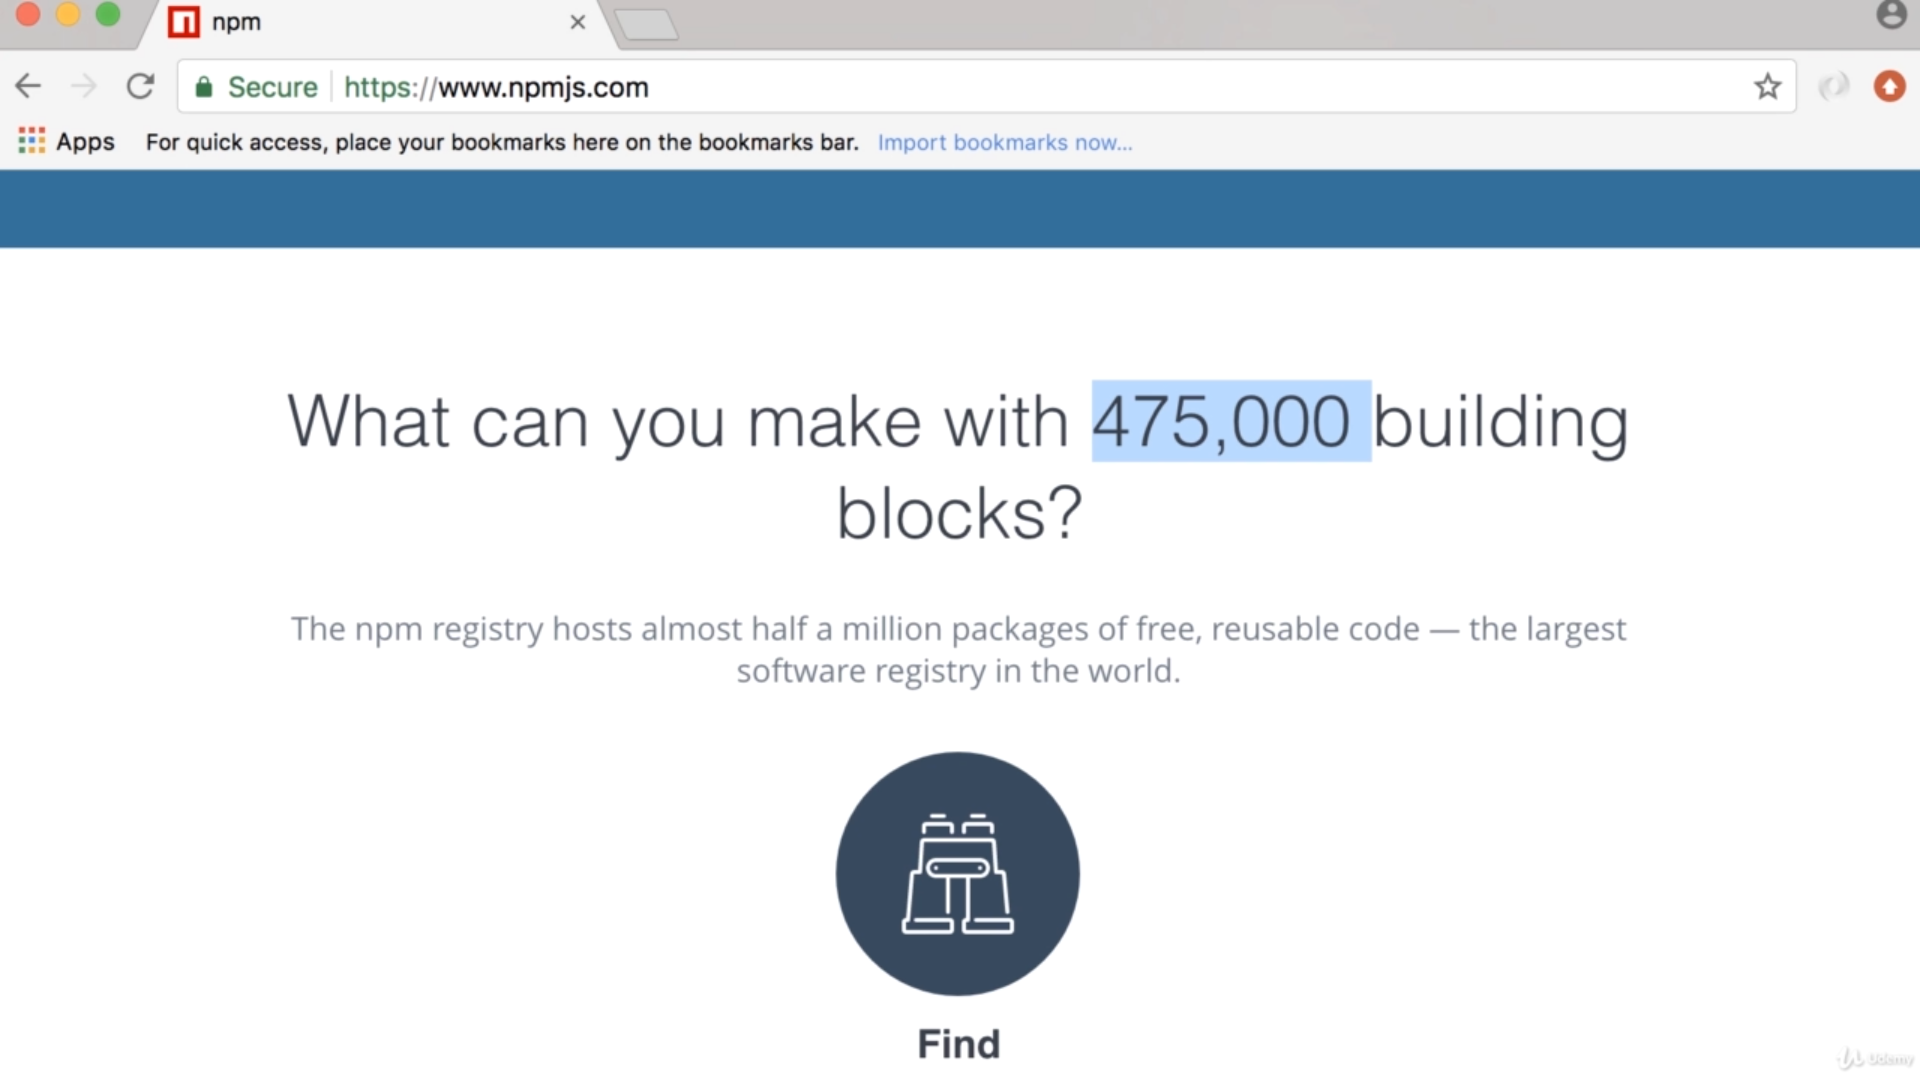 npm
Secure https://www.npmjs.com
Apps For quick access, place your bookmarks here on the bookmarks bar. Import bookmarks now...
What can you make with 475,000 building
blocks?
The npm registry hosts almost half a million packages of free, reusable code — the largest
software registry in the world.
Find
Udemy